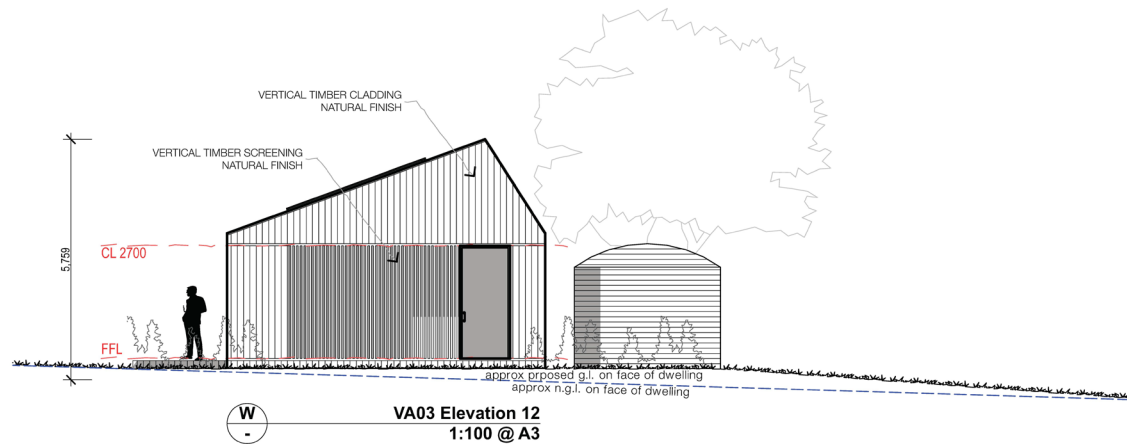 VERTICAL TIMBER CLADDING
NATURAL FINISH
VERTICAL TIMBER SCREENING
NATURAL FINISH
CL 2700
5,759
FFL
approx prposed g.l. on face of dwelling
approx n.g.l. on face of dwelling
W
-
VA03 Elevation 12
1:100 @ A3